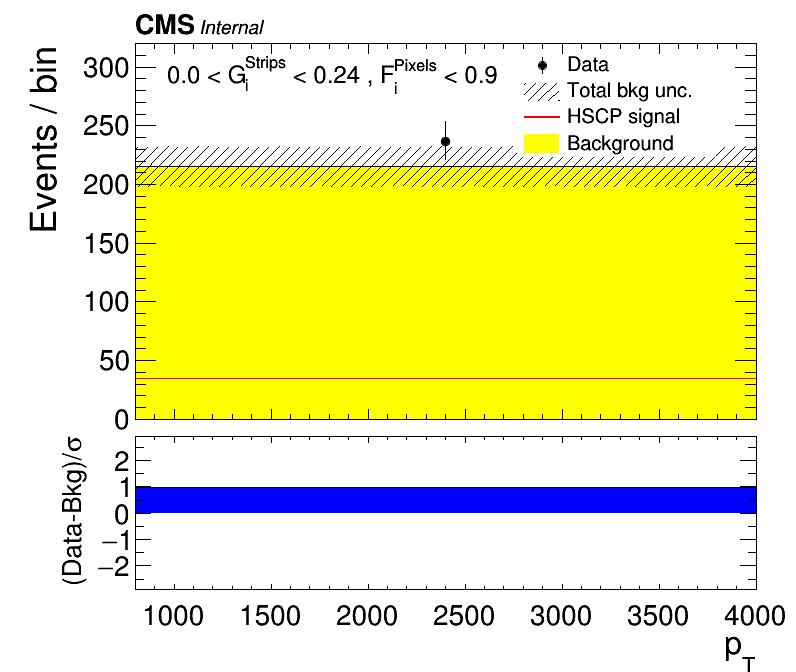 CMS Internal
Events / bin
300
250
200
150
100
50
0
0.0 < G_i^Strips < 0.24 , F_i^Pixels < 0.9
Data
Total bkg unc.
HSCP signal
Background
(Data-Bkg)/σ
2
1
0
−1
−2
1000 1500 2000 2500 3000 3500 4000
p_T